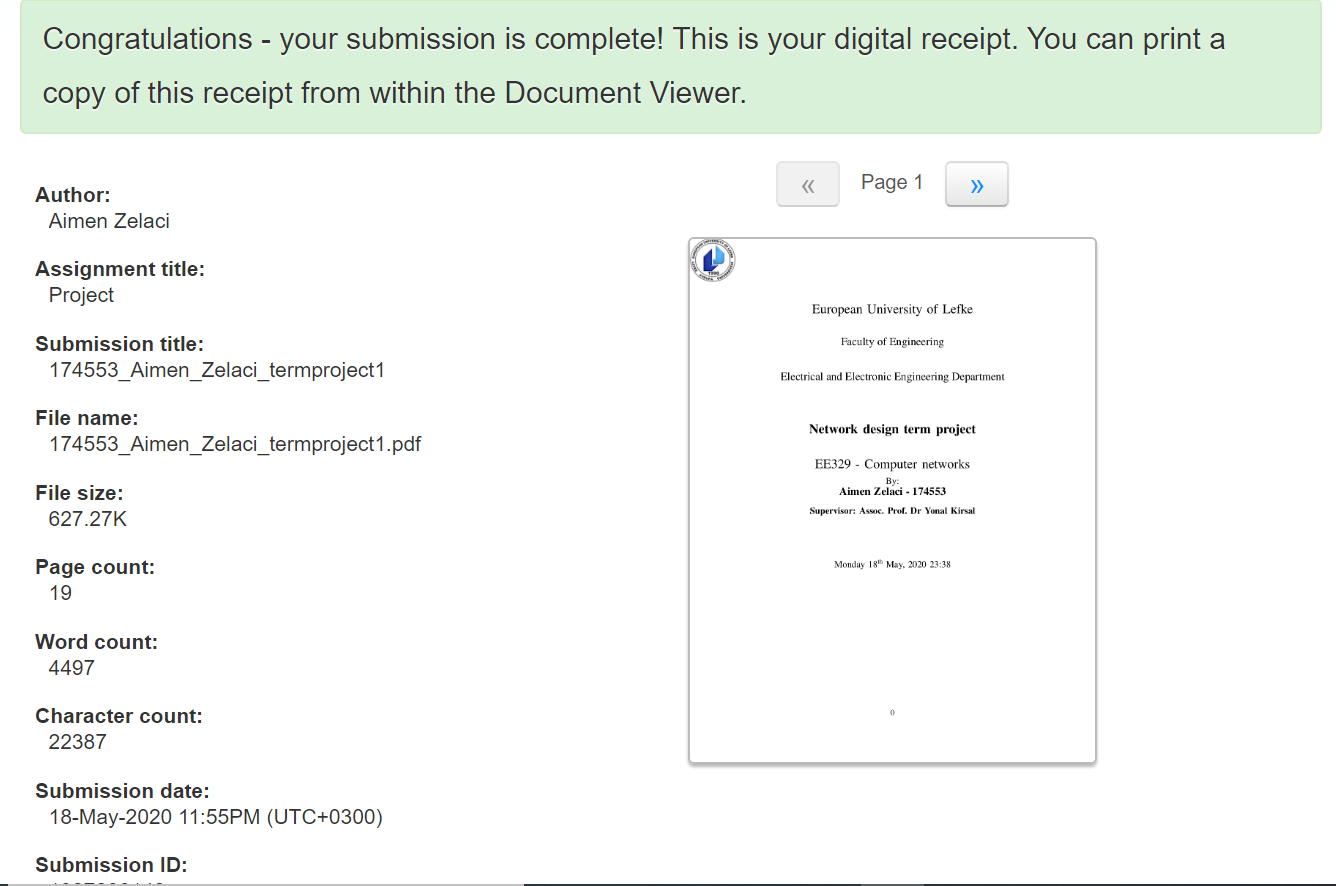 Congratulations - your submission is complete! This is your digital receipt. You can print a
copy of this receipt from within the Document Viewer.
Author:
Aimen Zelaci
Assignment title:
Project
Submission title:
174553_Aimen_Zelaci_termproject1
File name:
174553_Aimen_Zelaci_termproject1.pdf
File size:
627.27K
Page count:
19
Word count:
4497
Character count:
22387
Submission date:
18-May-2020 11:55PM (UTC+0300)
Submission ID:
« Page 1 »
European University of Lefke
Faculty of Engineering
Electrical and Electronic Engineering Department
Network design term project
EE329 - Computer networks
By:
Aimen Zelaci - 174553
Supervisor: Assoc. Prof. Dr Yonal Kirsal
Monday 18th May, 2020 23:38
0